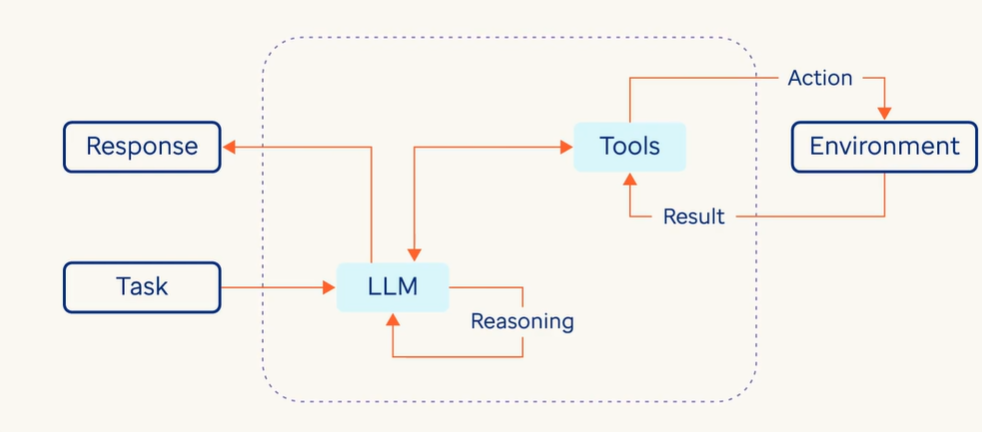 Action
Response
Tools
Environment
Result
Task
LLM
Reasoning